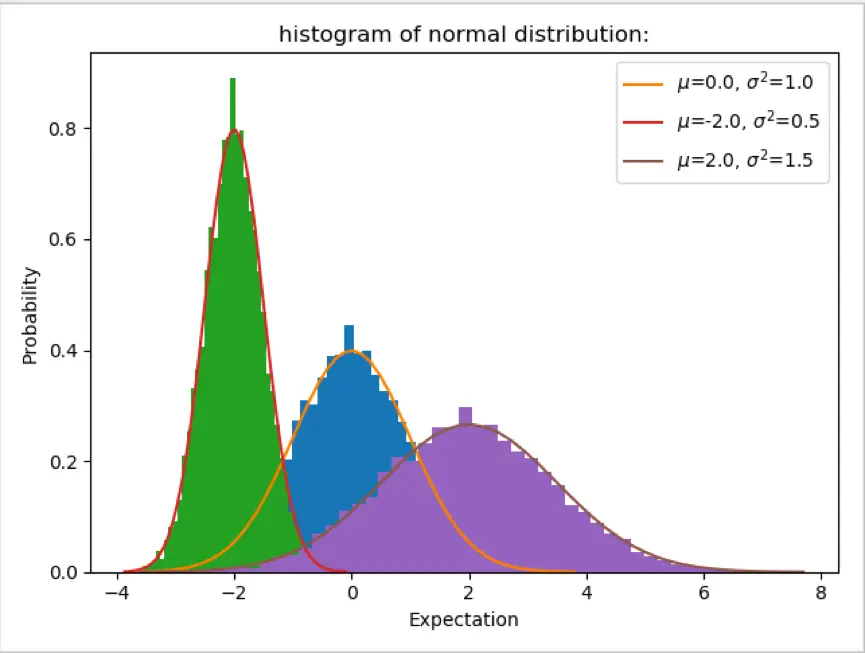 histogram of normal distribution:
μ=0.0, σ²=1.0
μ=-2.0, σ²=0.5
μ=2.0, σ²=1.5
Probability
0.8
0.6
0.4
0.2
0.0
−4 −2 0 2 4 6 8
Expectation